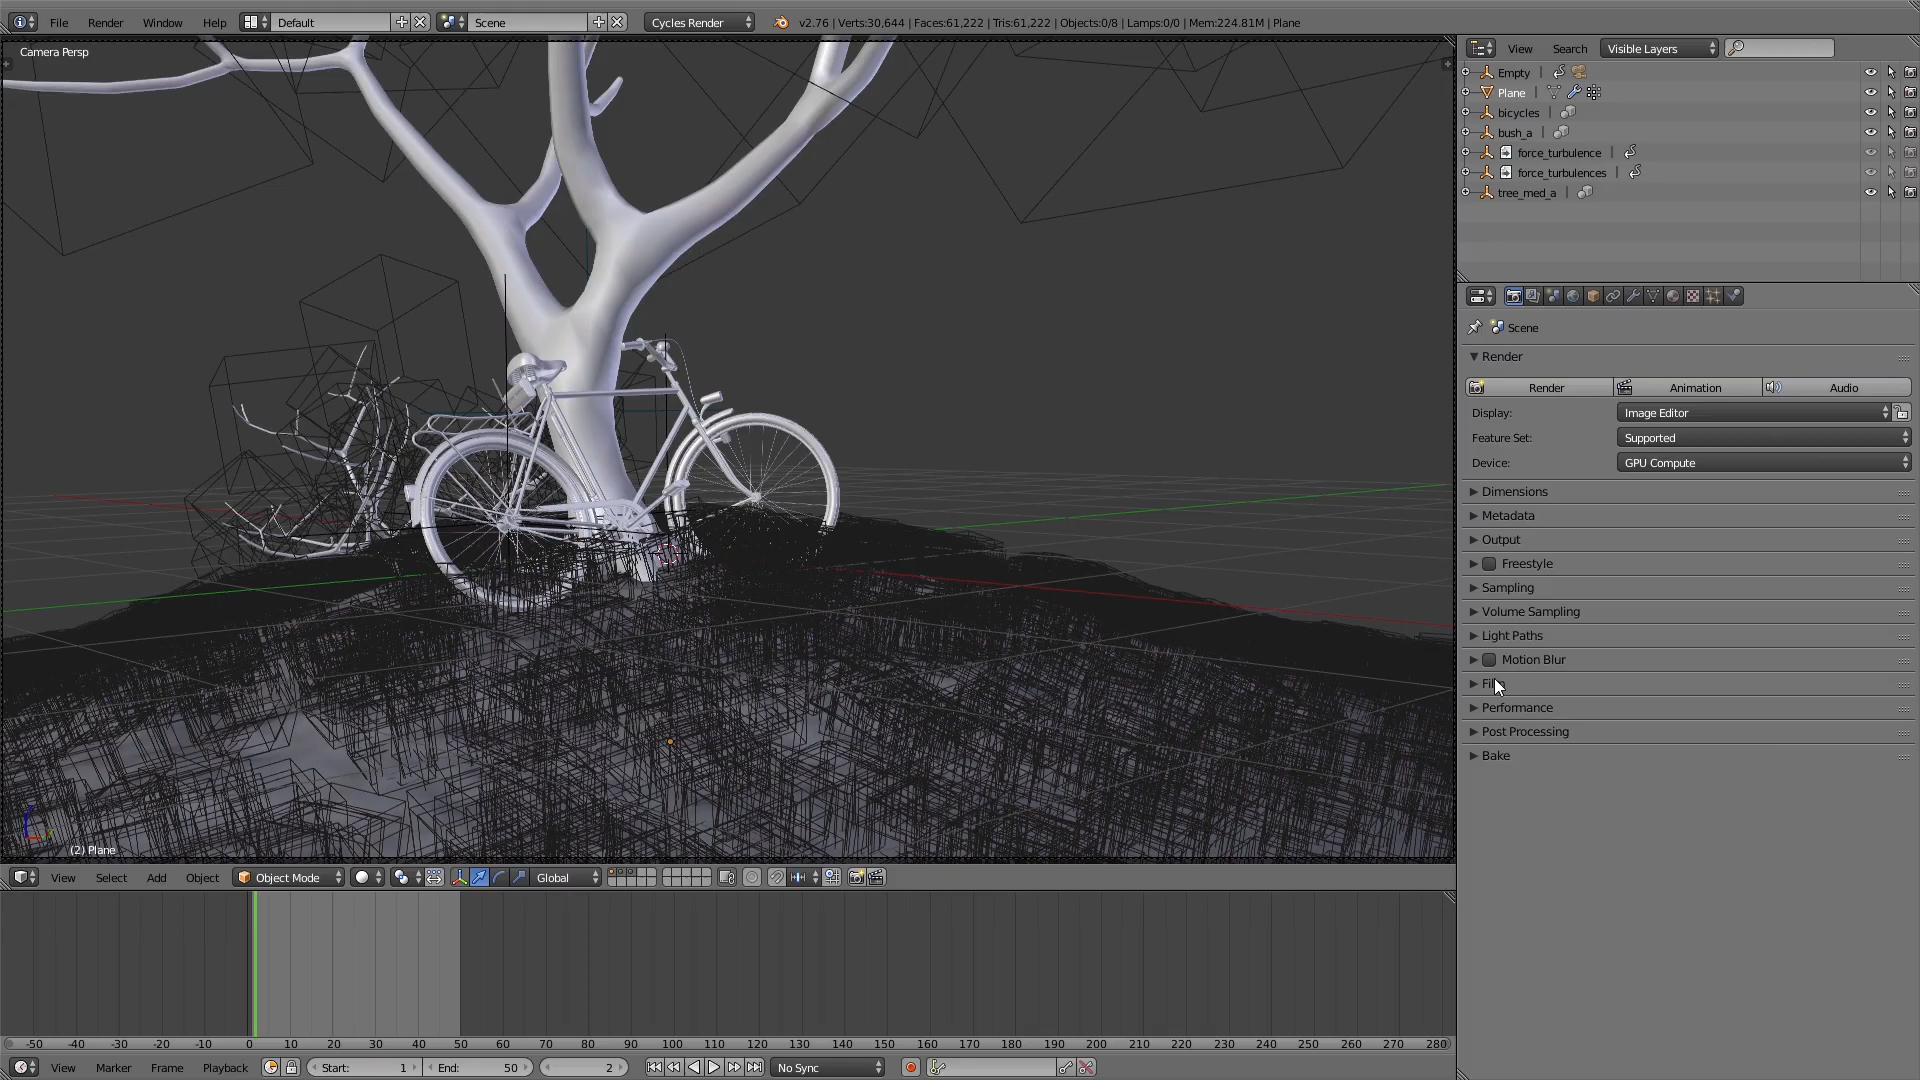 File Render Window Help Default Scene Cycles Render v2.76 | Verts:30,644 | Faces:61,222 | Tris:61,222 | Objects:0/8 | Lamps:0/0 | Mem:224.81M | Plane
Camera Persp
(2) Plane
View Select Add Object Object Mode Global
-50 -40 -30 -20 -10 0 10 20 30 40 50 60 70 80 90 100 110 120 130 140 150 160 170 180 190 200 210 220 230 240 250 260 270 280
View Marker Frame Playback Start: 1 End: 50 2 No Sync
View Search Visible Layers
Empty
Plane
bicycles
bush_a
force_turbulence
force_turbulences
tree_med_a
Scene
Render
Render Animation Audio
Display: Image Editor
Feature Set: Supported
Device: GPU Compute
Dimensions
Metadata
Output
Freestyle
Sampling
Volume Sampling
Light Paths
Motion Blur
Performance
Post Processing
Bake